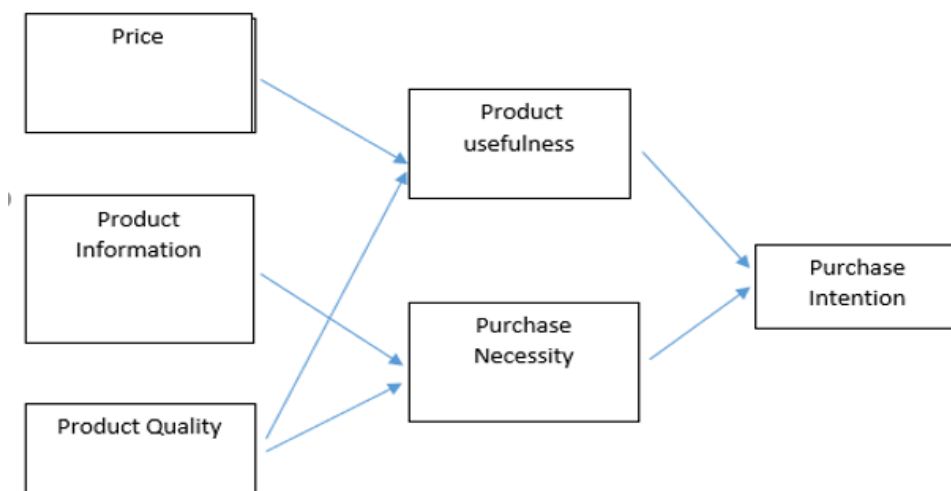 Price
Product
usefulness
Product
Information
Purchase
Intention
Purchase
Necessity
Product Quality